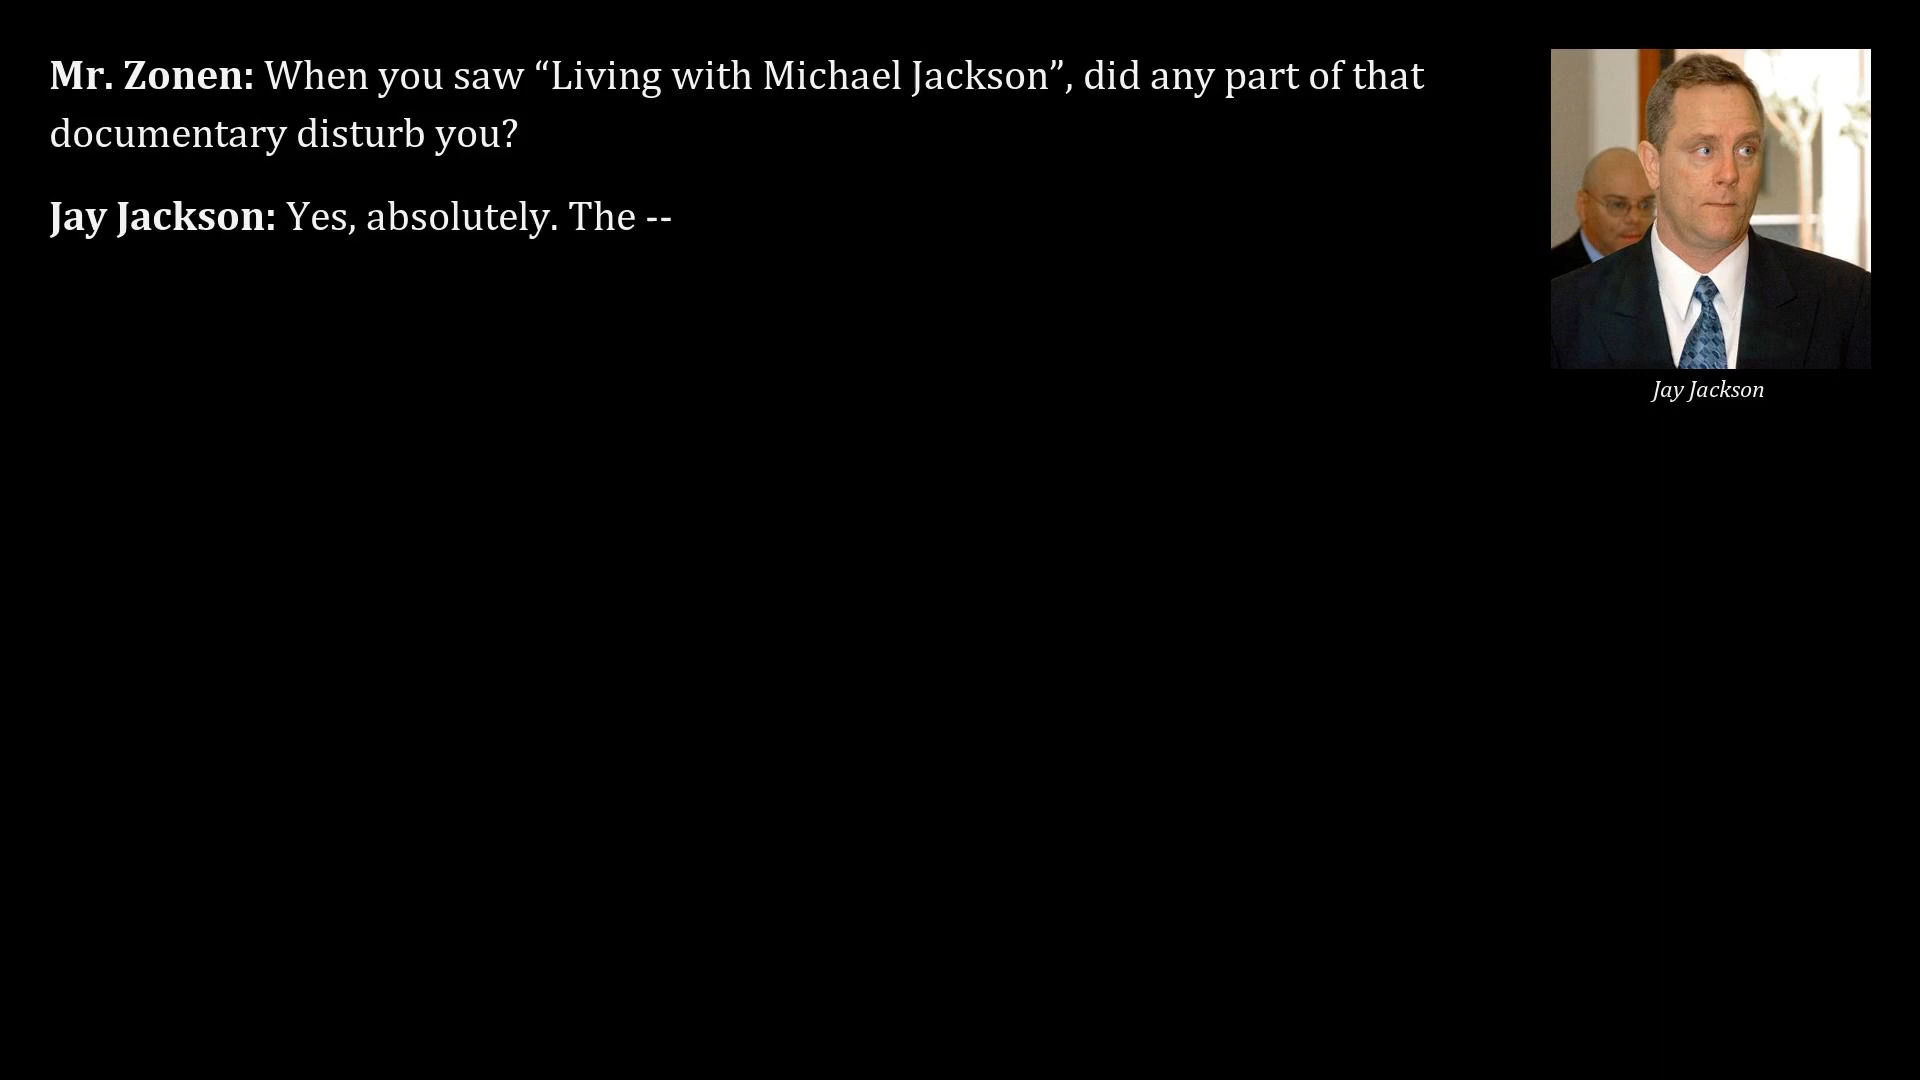 Mr. Zonen: When you saw “Living with Michael Jackson”, did any part of that
documentary disturb you?
Jay Jackson: Yes, absolutely. The --
Jay Jackson